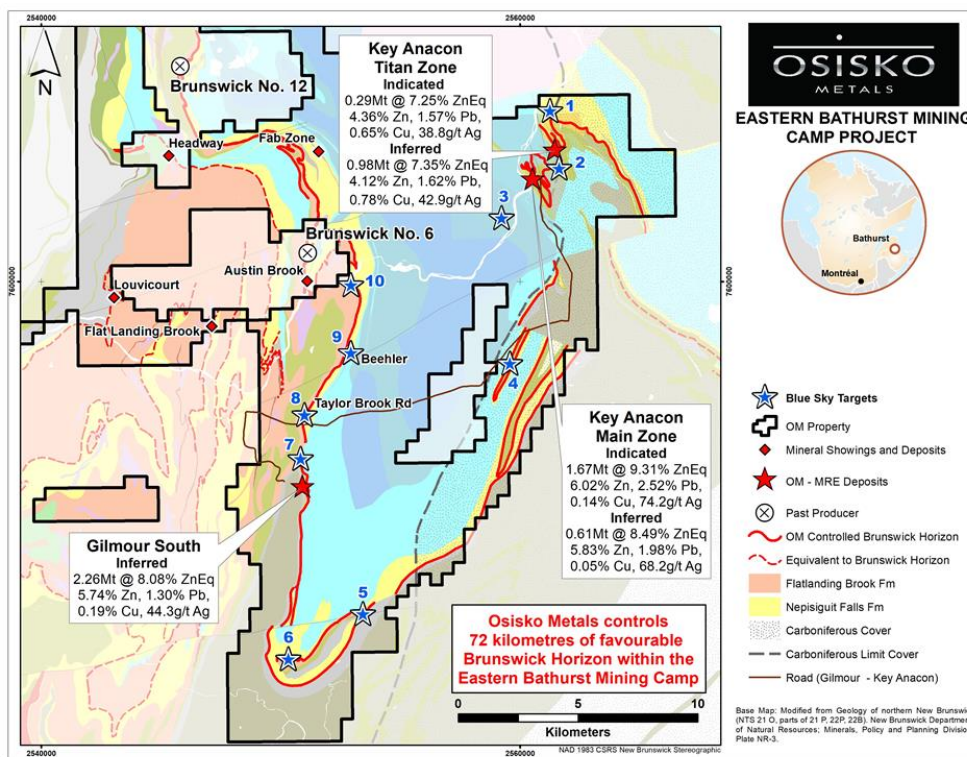 2540000
2560000
N
Brunswick No. 12
Headway
Fab Zone
Key Anacon
Titan Zone
Indicated
0.29Mt @ 7.25% ZnEq
4.36% Zn, 1.57% Pb,
0.65% Cu, 38.8g/t Ag
Inferred
0.98Mt @ 7.35% ZnEq
4.12% Zn, 1.62% Pb,
0.78% Cu, 42.9g/t Ag
1
2
3
Brunswick No. 6
Austin Brook
Louvicourt
Flat Landing Brook
10
7600000
7600000
9
Beehler
4
8
Taylor Brook Rd
7
Key Anacon
Main Zone
Indicated
1.67Mt @ 9.31% ZnEq
6.02% Zn, 2.52% Pb,
0.14% Cu, 74.2g/t Ag
Inferred
0.61Mt @ 8.49% ZnEq
5.83% Zn, 1.98% Pb,
0.05% Cu, 68.2g/t Ag
Gilmour South
Inferred
2.26Mt @ 8.08% ZnEq
5.74% Zn, 1.30% Pb,
0.19% Cu, 44.3g/t Ag
5
6
Osisko Metals controls
72 kilometres of favourable
Brunswick Horizon within the
Eastern Bathurst Mining Camp
0 5 10
Kilometers
NAD 1983 CSRS New Brunswick Stereographic
2540000
2560000
OSISKO
METALS
EASTERN BATHURST MINING
CAMP PROJECT
Bathurst
Montréal
Blue Sky Targets
OM Property
Mineral Showings and Deposits
OM - MRE Deposits
Past Producer
OM Controlled Brunswick Horizon
Equivalent to Brunswick Horizon
Flatlanding Brook Fm
Nepisiguit Falls Fm
Carboniferous Cover
Carboniferous Limit Cover
Road (Gilmour - Key Anacon)
Base Map: Modified from Geology of northern New Brunswic
(NTS 21 O, parts of 21 P, 22P, 22B). New Brunswick Departmen
of Natural Resources; Minerals, Policy and Planning Division
Plate NR-3.